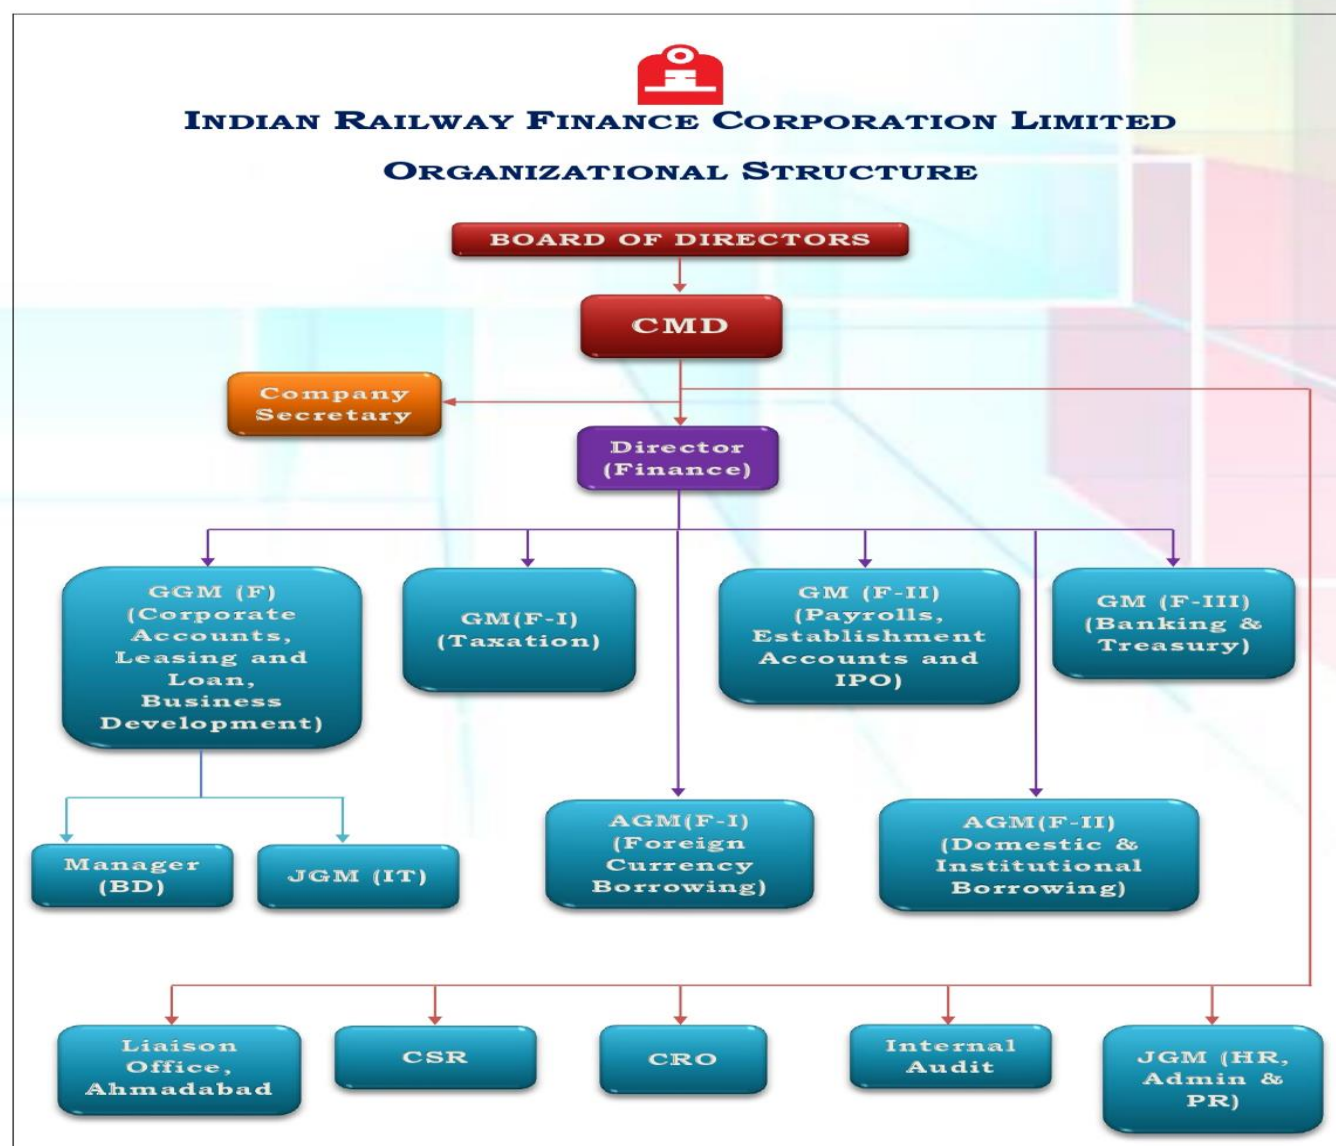 INDIAN RAILWAY FINANCE CORPORATION LIMITED
ORGANIZATIONAL STRUCTURE
BOARD OF DIRECTORS
CMD
Company
Secretary
Director
(Finance)
GGM (F)
(Corporate
Accounts,
Leasing and
Loan,
Business
Development)
GM(F-I)
(Taxation)
GM (F-II)
(Payrolls,
Establishment
Accounts and
IPO)
GM (F-III)
(Banking &
Treasury)
Manager
(BD)
JGM (IT)
AGM(F-I)
(Foreign
Currency
Borrowing)
AGM(F-II)
(Domestic &
Institutional
Borrowing)
Liaison
Office,
Ahmadabad
CSR
CRO
Internal
Audit
JGM (HR,
Admin &
PR)